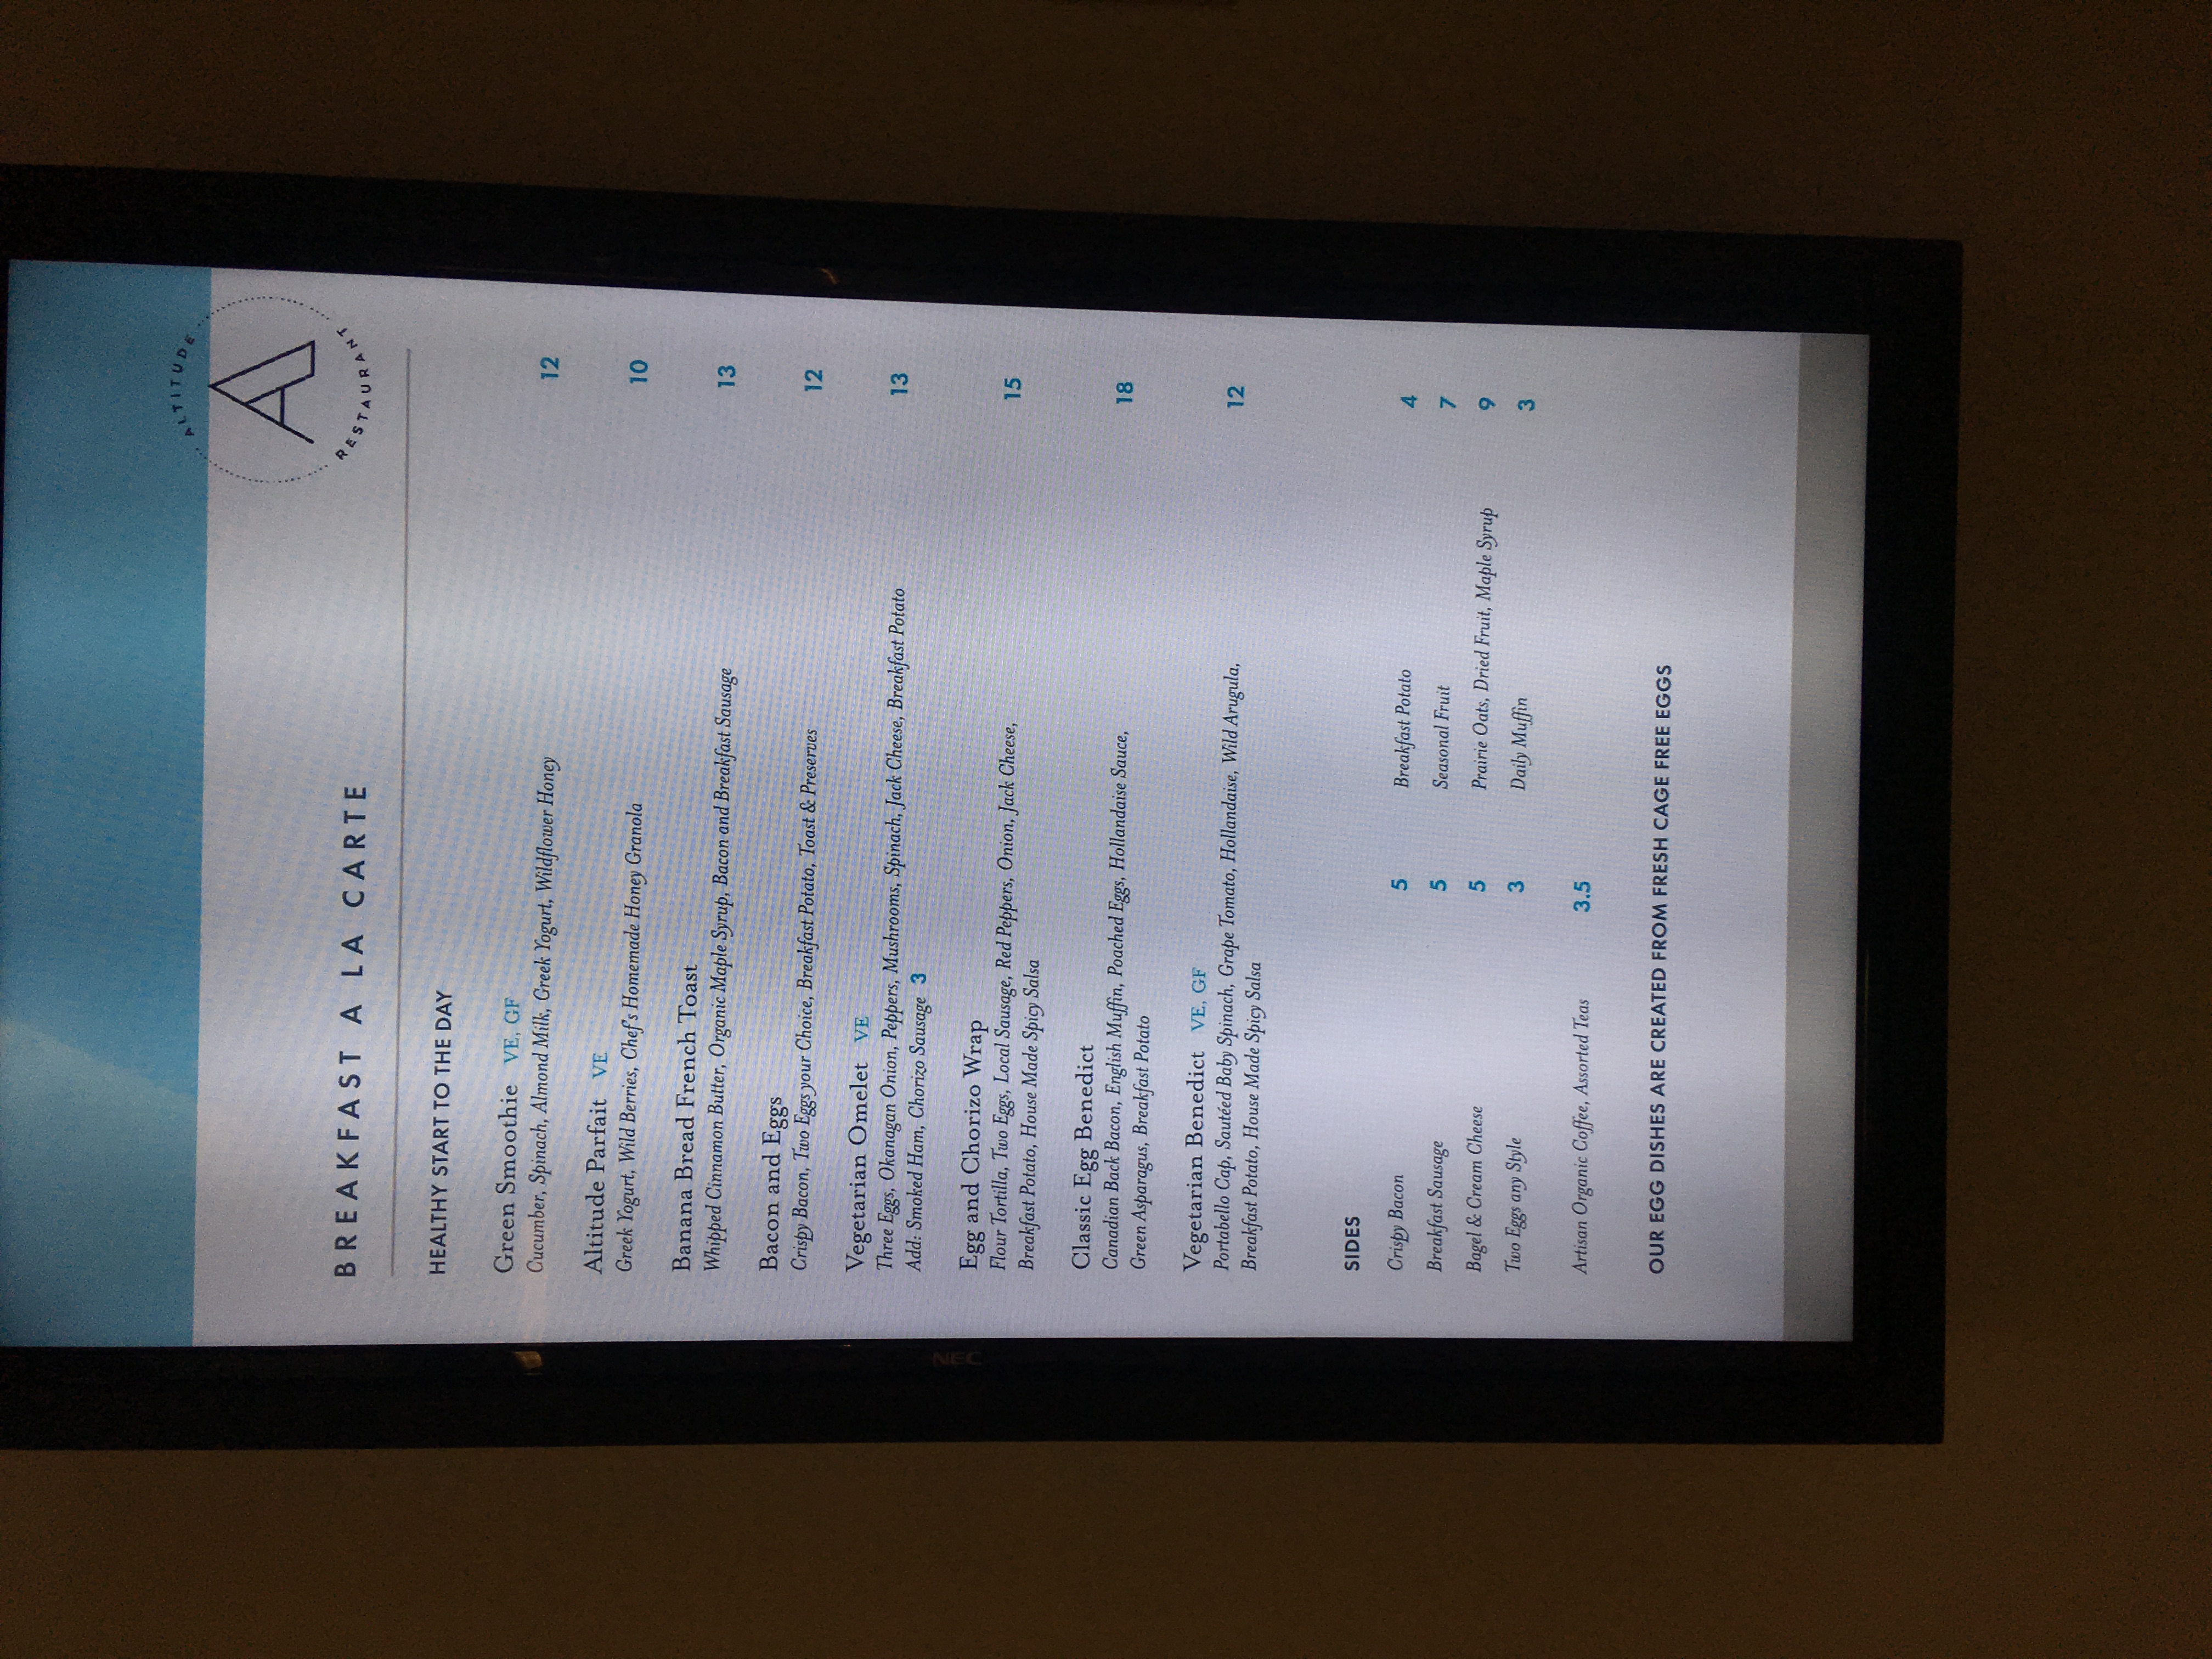 ALTITUDE
A
RESTAURANT
BREAKFAST A LA CARTE
HEALTHY START TO THE DAY
Green Smoothie VE, GF
Cucumber, Spinach, Almond Milk, Greek Yogurt, Wildflower Honey 12
Altitude Parfait VE
Greek Yogurt, Wild Berries, Chef's Homemade Honey Granola 10
Banana Bread French Toast
Whipped Cinnamon Butter, Organic Maple Syrup, Bacon and Breakfast Sausage 13
Bacon and Eggs
Crispy Bacon, Two Eggs your Choice, Breakfast Potato, Toast & Preserves 12
Vegetarian Omelet VE
Three Eggs, Okanagan Onion, Peppers, Mushrooms, Spinach, Jack Cheese, Breakfast Potato 13
Add: Smoked Ham, Chorizo Sausage 3
Egg and Chorizo Wrap
Flour Tortilla, Two Eggs, Local Sausage, Red Peppers, Onion, Jack Cheese, 15
Breakfast Potato, House Made Spicy Salsa
Classic Egg Benedict
Canadian Back Bacon, English Muffin, Poached Eggs, Hollandaise Sauce, 18
Green Asparagus, Breakfast Potato
Vegetarian Benedict VE, GF
Portabello Cap, Sautéed Baby Spinach, Grape Tomato, Hollandaise, Wild Arugula, 12
Breakfast Potato, House Made Spicy Salsa
SIDES
Crispy Bacon 5 Breakfast Potato 4
Breakfast Sausage 5 Seasonal Fruit 7
Bagel & Cream Cheese 5 Prairie Oats, Dried Fruit, Maple Syrup 9
Two Eggs any Style 3 Daily Muffin 3
Artisan Organic Coffee, Assorted Teas 3.5
OUR EGG DISHES ARE CREATED FROM FRESH CAGE FREE EGGS
NEC